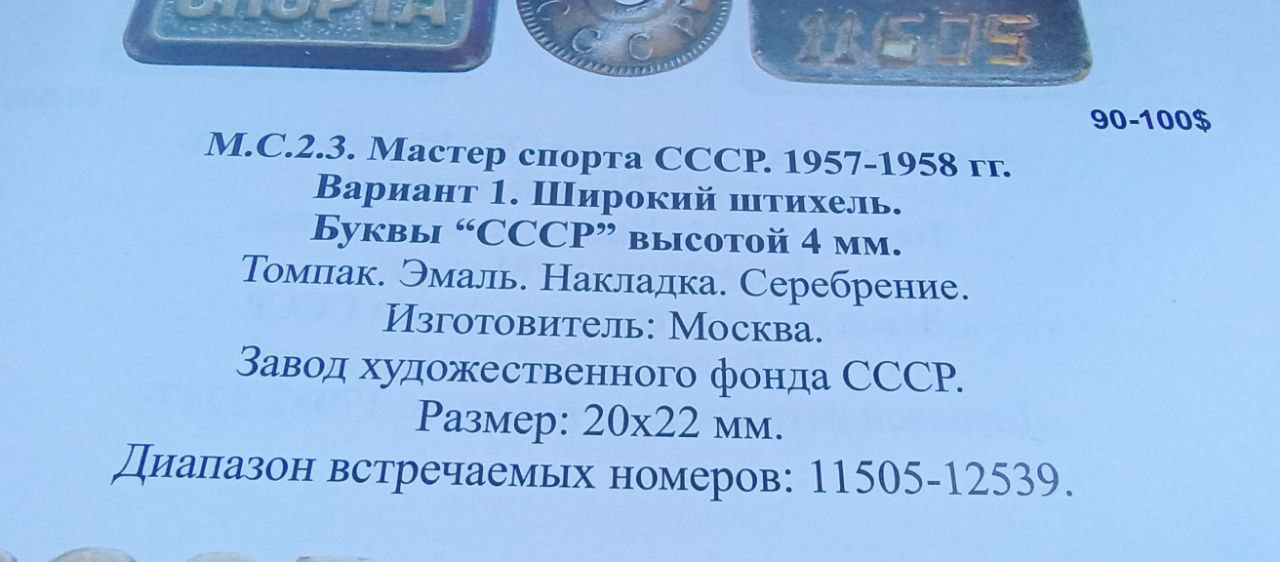 СПОРТА
СССР
11605
90-100$
М.С.2.3. Мастер спорта СССР. 1957-1958 гг.
Вариант 1. Широкий штихель.
Буквы “СССР” высотой 4 мм.
Томпак. Эмаль. Накладка. Серебрение.
Изготовитель: Москва.
Завод художественного фонда СССР.
Размер: 20х22 мм.
Диапазон встречаемых номеров: 11505-12539.